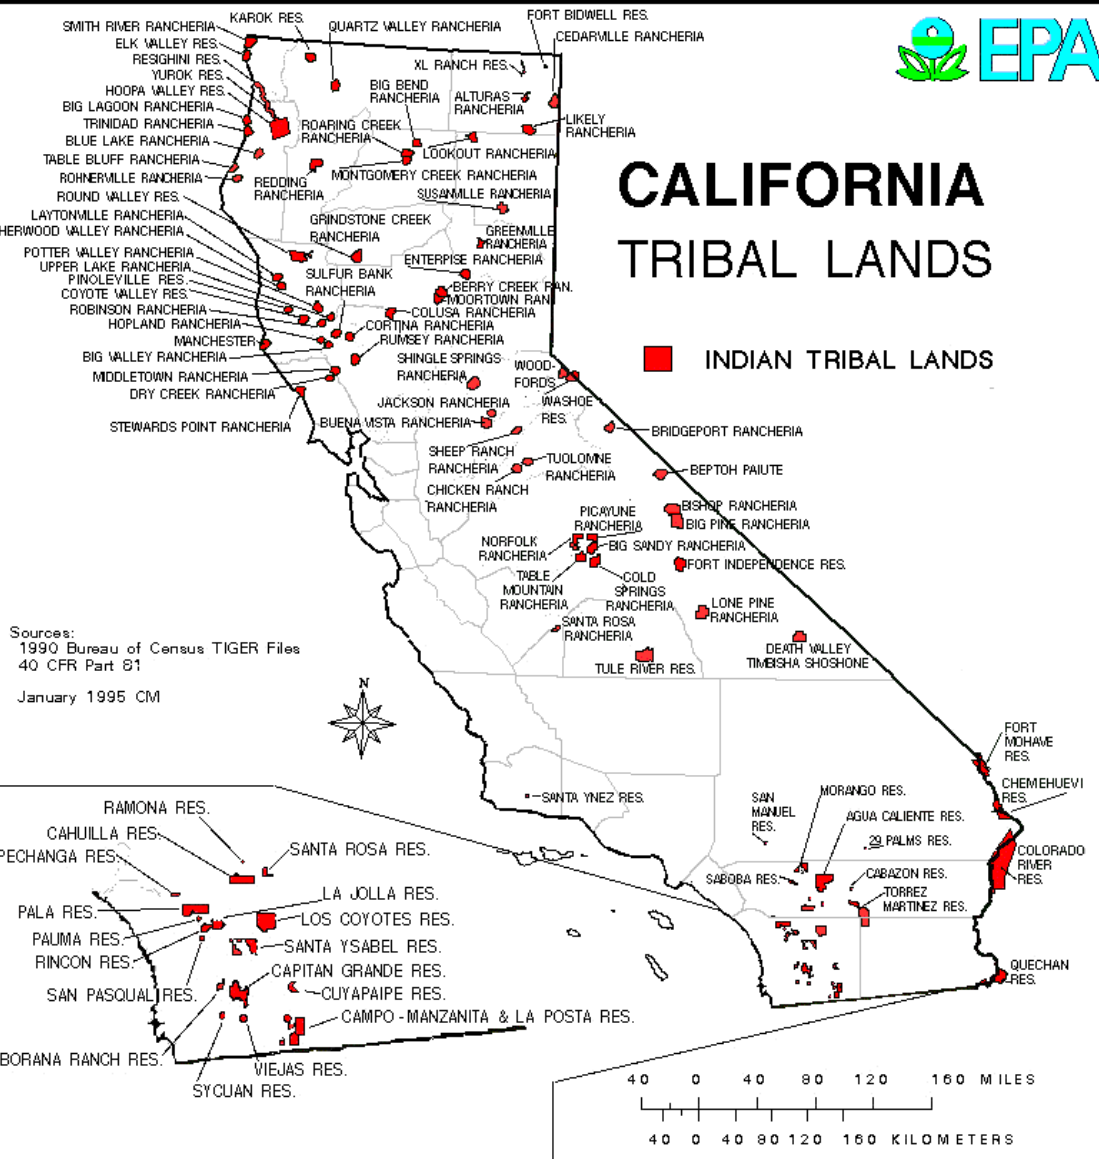 EPA
CALIFORNIA
TRIBAL LANDS
INDIAN TRIBAL LANDS
SMITH RIVER RANCHERIA
ELK VALLEY RES.
RESIGHINI RES.
YUROK RES.
HOOPA VALLEY RES.
BIG LAGOON RANCHERIA
TRINIDAD RANCHERIA
BLUE LAKE RANCHERIA
TABLE BLUFF RANCHERIA
ROHNERVILLE RANCHERIA
ROUND VALLEY RES.
LAYTONVILLE RANCHERIA
HERWOOD VALLEY RANCHERIA
POTTER VALLEY RANCHERIA
UPPER LAKE RANCHERIA
PINOLEVILLE RES.
COYOTE VALLEY RES.
ROBINSON RANCHERIA
HOPLAND RANCHERIA
MANCHESTER
BIG VALLEY RANCHERIA
MIDDLETOWN RANCHERIA
DRY CREEK RANCHERIA
STEWARDS POINT RANCHERIA
KAROK RES.
QUARTZ VALLEY RANCHERIA
FORT BIDWELL RES.
CEDARVILLE RANCHERIA
XL RANCH RES.
BIG BEND
RANCHERIA
ALTURAS
RANCHERIA
LIKELY
RANCHERIA
ROARING CREEK
RANCHERIA
LOOKOUT RANCHERIA
MONTGOMERY CREEK RANCHERIA
REDDING
RANCHERIA
SUSANVILLE RANCHERIA
GRINDSTONE CREEK
RANCHERIA
GREENVILLE
RANCHERIA
ENTERPISE RANCHERIA
SULFUR BANK
RANCHERIA
BERRY CREEK RAN.
MOORTOWN RAN.
COLUSA RANCHERIA
CORTINA RANCHERIA
RUMSEY RANCHERIA
SHINGLE SPRINGS
RANCHERIA
WOOD-
FORDS
WASHOE
RES.
JACKSON RANCHERIA
BUENA VISTA RANCHERIA
BRIDGEPORT RANCHERIA
SHEEP RANCH
RANCHERIA
TUOLOMNE
RANCHERIA
CHICKEN RANCH
RANCHERIA
BEPTOH PAIUTE
BISHOP RANCHERIA
BIG PINE RANCHERIA
PICAYUNE
RANCHERIA
NORFOLK
RANCHERIA
BIG SANDY RANCHERIA
FORT INDEPENDENCE RES.
TABLE
MOUNTAIN
RANCHERIA
COLD
SPRINGS
RANCHERIA
LONE PINE
RANCHERIA
SANTA ROSA
RANCHERIA
TULE RIVER RES.
DEATH VALLEY
TIMBISHA SHOSHONE
Sources:
1990 Bureau of Census TIGER Files
40 CFR Part 81
January 1995 CM
N
FORT
MOHAVE
RES.
CHEMEHUEVI
RES.
COLORADO
RIVER
RES.
QUECHAN
RES.
SANTA YNEZ RES.
SAN
MANUEL
RES.
MORONGO RES.
AGUA CALIENTE RES.
29 PALMS RES.
SABOBA RES.
CABAZON RES.
TORREZ
MARTINEZ RES.
RAMONA RES.
CAHUILLA RES.
PECHANGA RES.
SANTA ROSA RES.
LA JOLLA RES.
PALA RES.
LOS COYOTES RES.
PAUMA RES.
SANTA YSABEL RES.
RINCON RES.
CAPITAN GRANDE RES.
SAN PASQUAL RES.
CUYAPAIPE RES.
CAMPO-MANZANITA & LA POSTA RES.
BORANA RANCH RES.
VIEJAS RES.
SYCUAN RES.
40 0 40 80 120 160 MILES
40 0 40 80 120 160 KILOMETERS